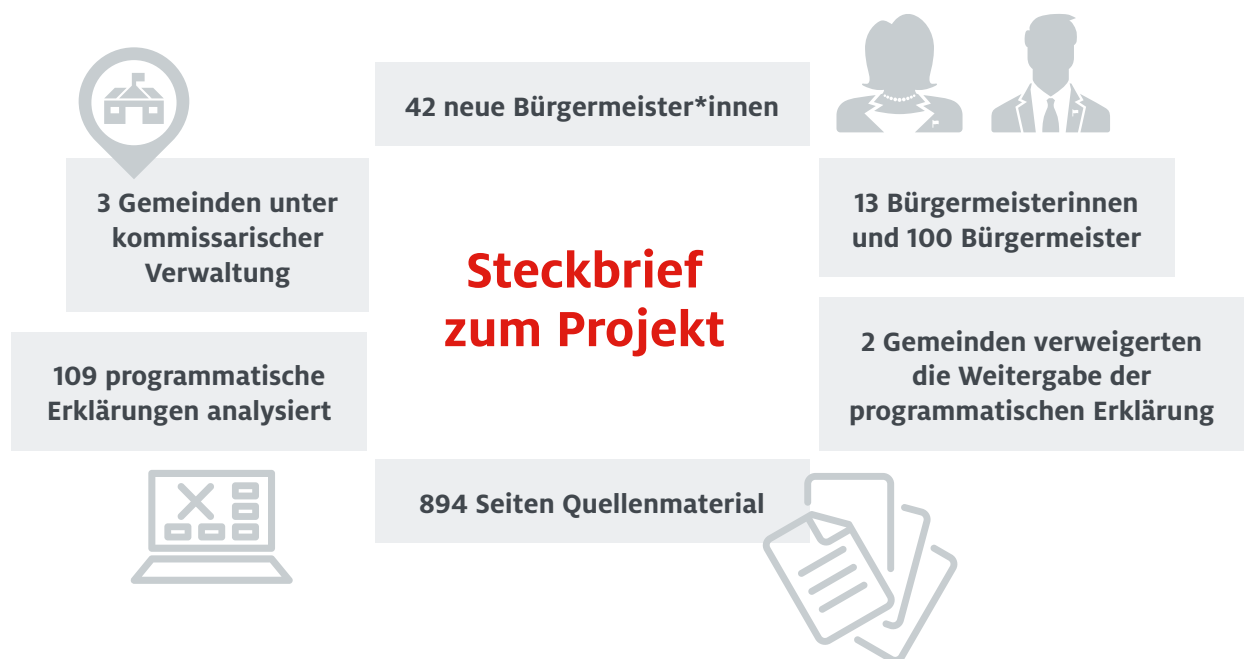 42 neue Bürgermeister*innen
3 Gemeinden unter
kommissarischer
Verwaltung
13 Bürgermeisterinnen
und 100 Bürgermeister
Steckbrief
zum Projekt
109 programmatische
Erklärungen analysiert
2 Gemeinden verweigerten
die Weitergabe der
programmatischen Erklärung
894 Seiten Quellenmaterial